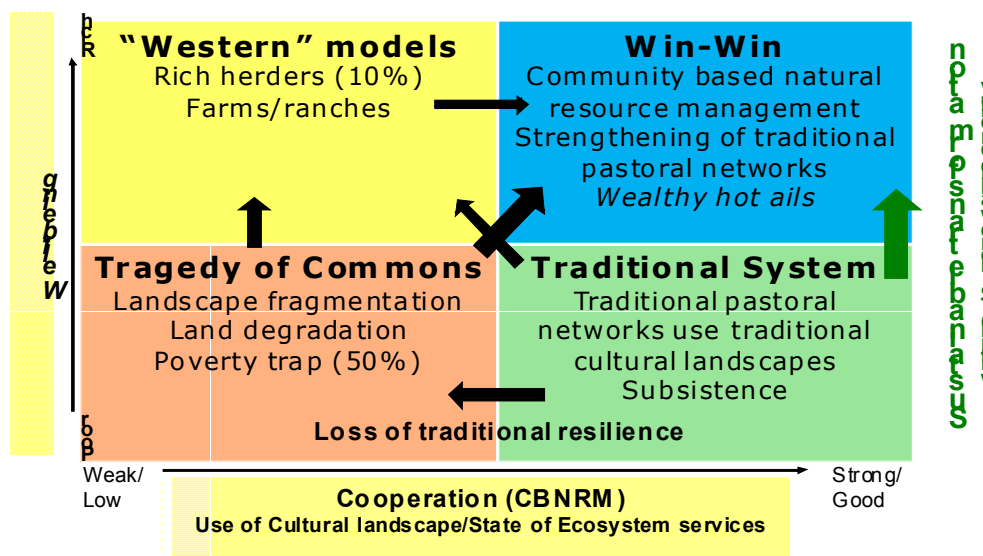 Rich
“Western” models
Rich herders (10%)
Farms/ranches
Win-Win
Community based natural
resource management
Strengthening of traditional
pastoral networks
Wealthy hot ails
Wellbeing
Tragedy of Commons
Landscape fragmentation
Land degradation
Poverty trap (50%)
Traditional System
Traditional pastoral
networks use traditional
cultural landscapes
Subsistence
Loss of traditional resilience
Poor
Weak/
Low
Strong/
Good
Cooperation (CBNRM)
Use of Cultural landscape/State of Ecosystem services